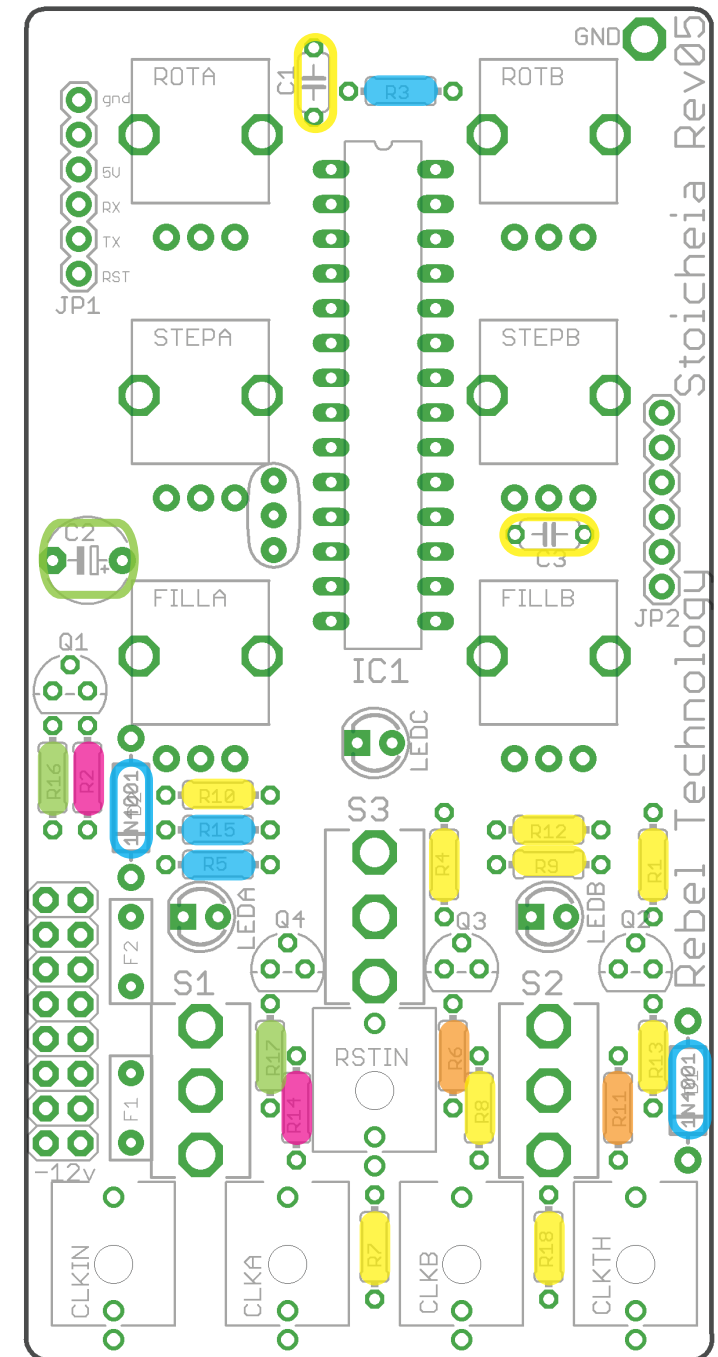 GND
ROTA
C1
R3
ROTB
Stoicheia Rev05
gnd
5V
RX
TX
RST
JP1
STEPA
STEPB
C2
C3
FILLA
FILLB
JP2
Rebel Technology
Q1
IC1
LEDC
R16
R2
1N4001
R10
R15
R5
S3
R4
R12
R9
R1
LEDA
LEDB
F2
Q4
Q3
Q2
S1
S2
R17
RSTIN
R6
R13
R14
R8
R11
1N4001
F1
-12v
CLKIN
CLKA
R7
CLKB
R18
CLKTH